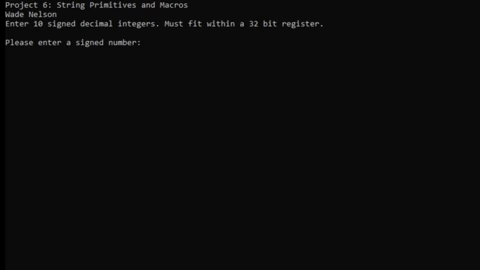 Project 6: String Primitives and Macros
Wade Nelson
Enter 10 signed decimal integers. Must fit within a 32 bit register.
Please enter a signed number: